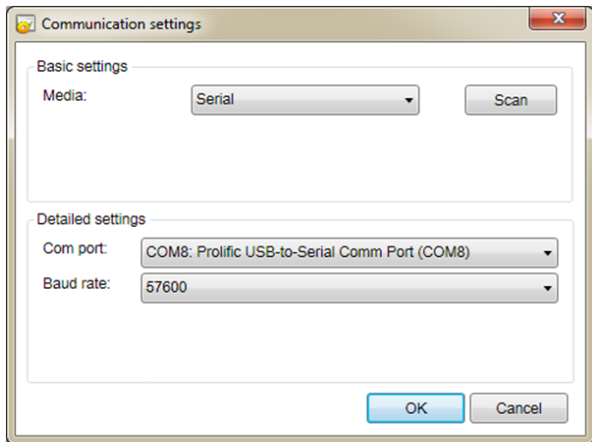 Communication settings
Basic settings
Media: Serial Scan
Detailed settings
Com port: COM8: Prolific USB-to-Serial Comm Port (COM8)
Baud rate: 57600
OK Cancel